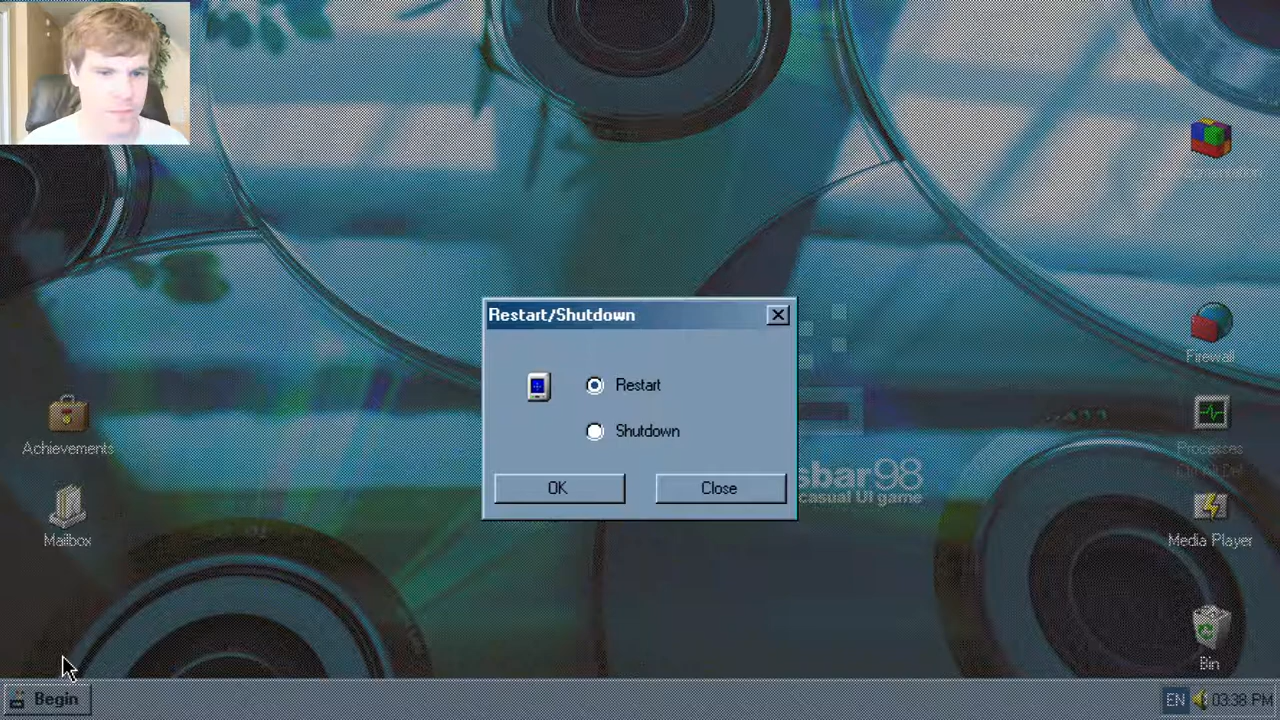 Restart/Shutdown
Restart
Shutdown
OK
Close
sbar98
casual UI game
Achievements
Mailbox
Firewall
Processes
Media Player
Bin
Begin
EN
03:38 PM